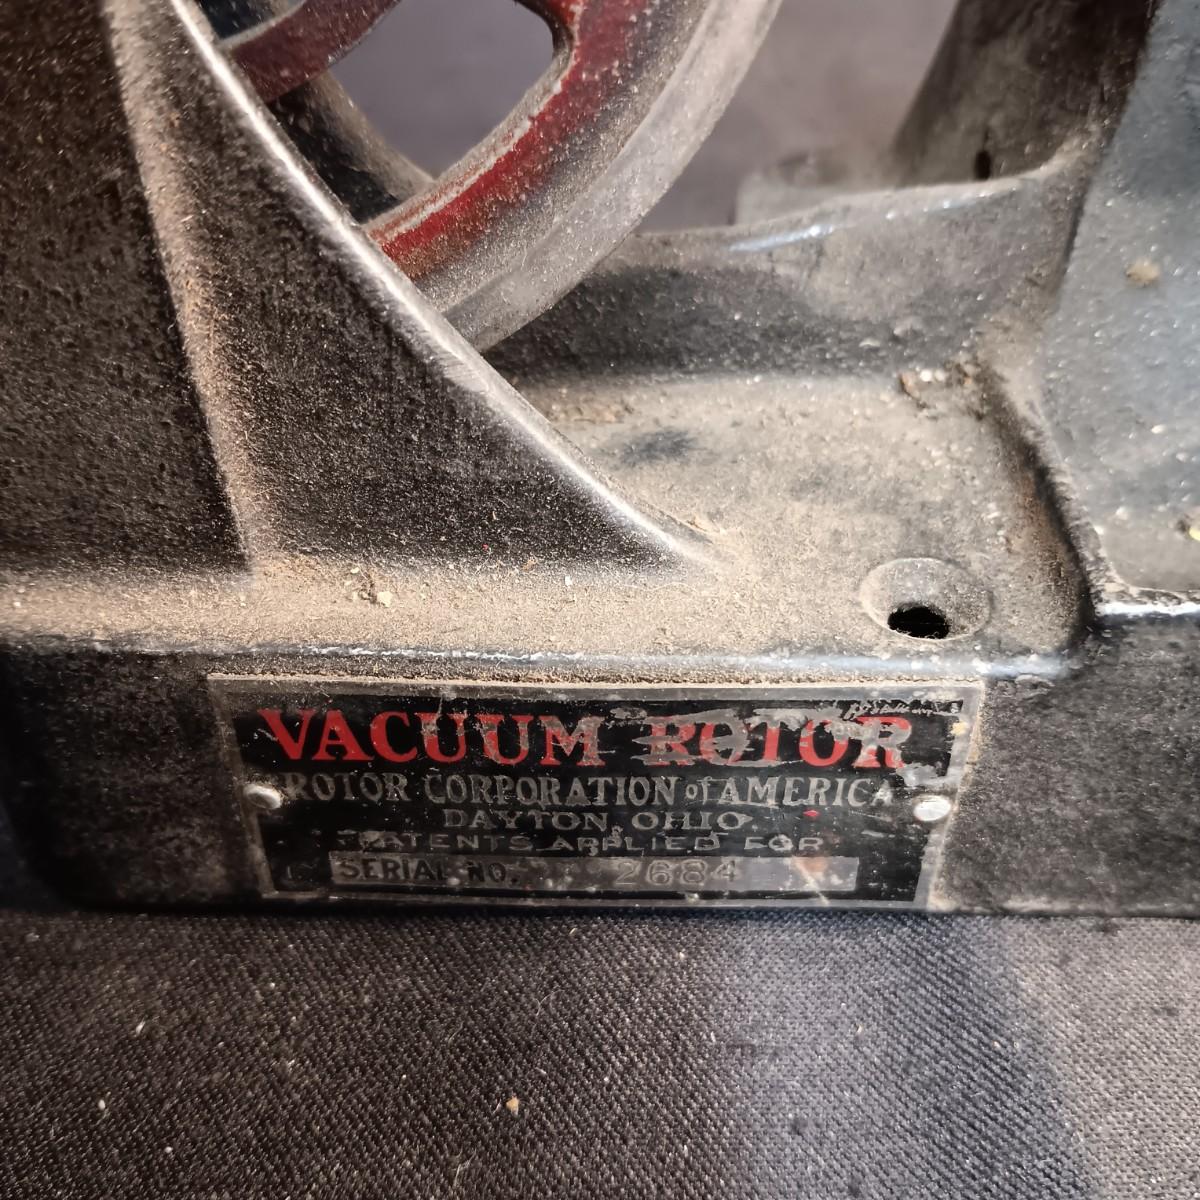 VACUUM ROTOR
ROTOR CORPORATION of AMERICA
DAYTON, OHIO.
PATENTS APPLIED FOR
SERIAL NO. 2684